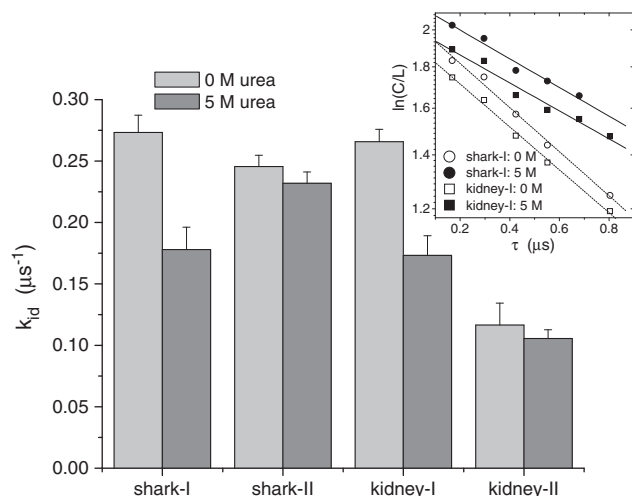 0 M urea
5 M urea
k_id (μs⁻¹)
0.30
0.25
0.20
0.15
0.10
0.05
0.00
shark-I shark-II kidney-I kidney-II
ln(C/L)
2
1.8
1.6
1.4
1.2
shark-I: 0 M
shark-I: 5 M
kidney-I: 0 M
kidney-I: 5 M
0.2 0.4 0.6 0.8
τ (μs)